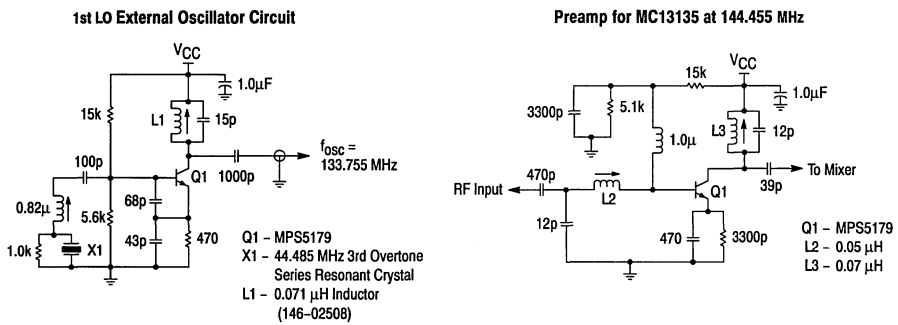 1st LO External Oscillator Circuit
VCC
1.0µF
15k
L1
15p
fosc =
133.755 MHz
100p
1000p
Q1
0.82µ
68p
5.6k
1.0k
X1
43p
470
Q1 – MPS5179
X1 – 44.485 MHz 3rd Overtone
Series Resonant Crystal
L1 – 0.071 µH Inductor
(146–02508)
Preamp for MC13135 at 144.455 MHz
VCC
15k
1.0µF
3300p
5.1k
1.0µ
L3
12p
470p
39p
To Mixer
RF Input
L2
Q1
12p
470
3300p
Q1 – MPS5179
L2 – 0.05 µH
L3 – 0.07 µH